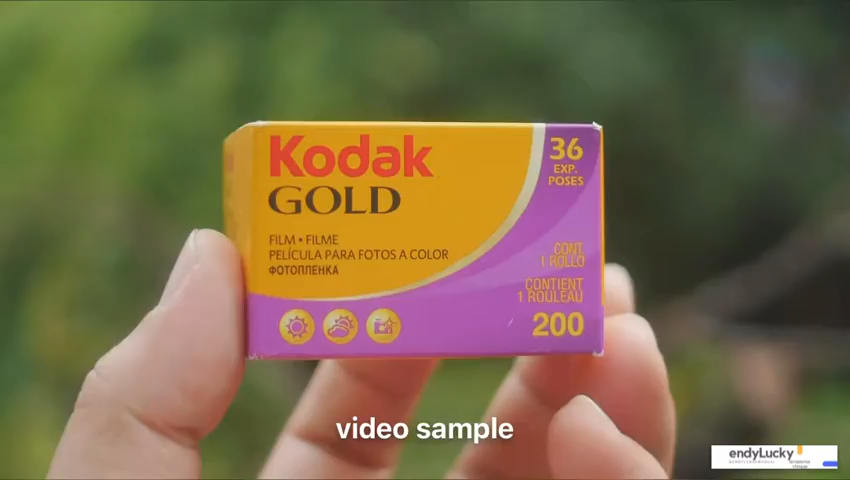 Kodak
GOLD
FILM • FILME
PELÍCULA PARA FOTOS A COLOR
ФОТОПЛЕНКА
36
EXP.
POSES
CONT.
1 ROLLO
CONTIENT
1 ROULEAU
200
video sample
endyLucky